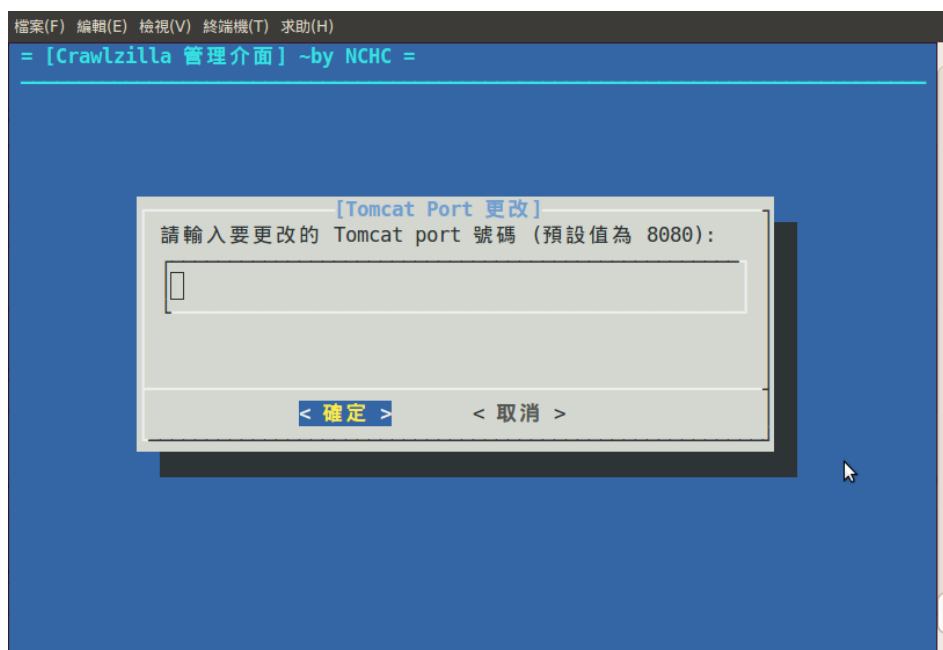 檔案(F) 編輯(E) 檢視(V) 終端機(T) 求助(H)
= [Crawlzilla 管理介面] ~by NCHC =
[Tomcat Port 更改]
請輸入要更改的 Tomcat port 號碼 (預設值為 8080):
< 確定 > < 取消 >